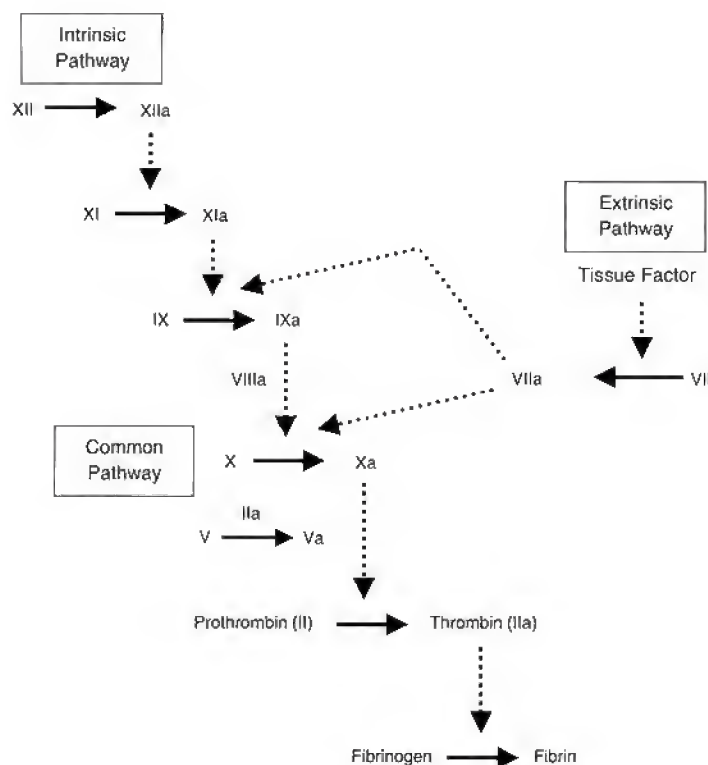 Intrinsic
Pathway
XII XIIa
XI XIa
Extrinsic
Pathway
Tissue Factor
IX IXa
VIIIa
VIIa VII
Common
Pathway
X Xa
IIa
V Va
Prothrombin (II) Thrombin (IIa)
Fibrinogen Fibrin